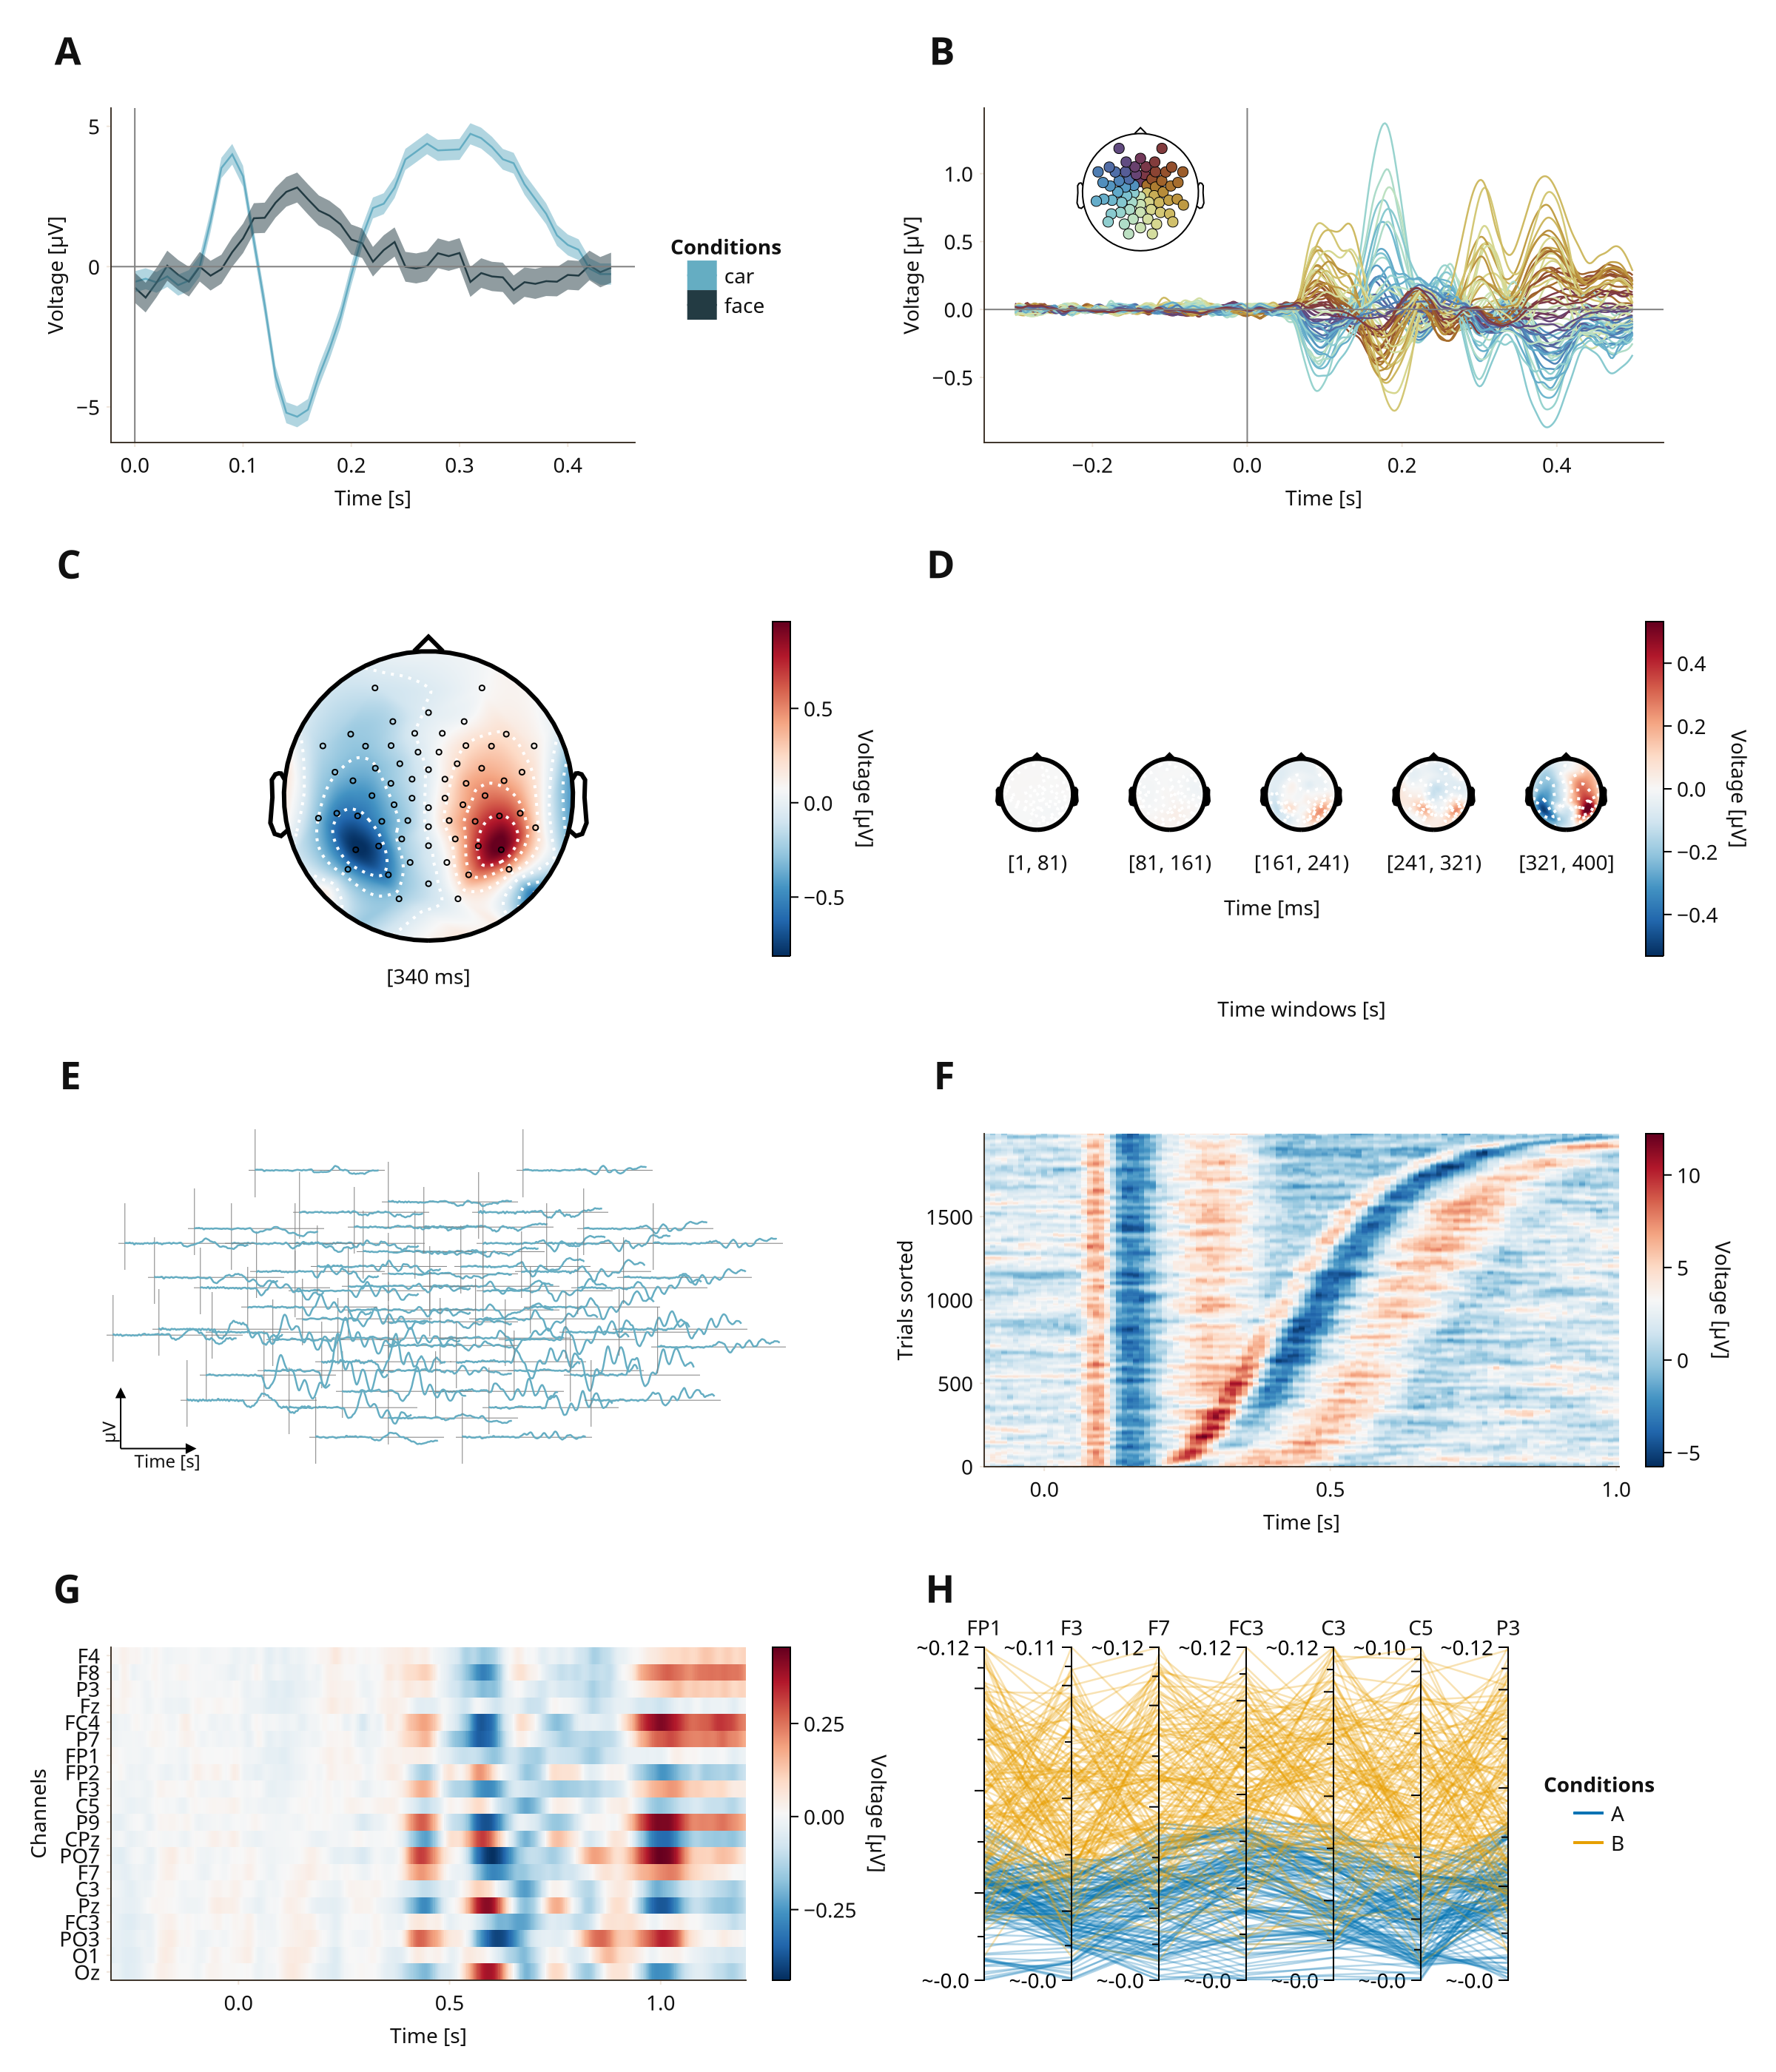 A
5
0
−5
Voltage [µV]
0.0 0.1 0.2 0.3 0.4
Time [s]
Conditions
car
face
B
1.0
0.5
0.0
−0.5
Voltage [µV]
−0.2 0.0 0.2 0.4
Time [s]
C
[340 ms]
0.5
0.0
−0.5
Voltage [µV]
D
[1, 81) [81, 161) [161, 241) [241, 321) [321, 400]
Time [ms]
Time windows [s]
0.4
0.2
0.0
−0.2
−0.4
Voltage [µV]
E
µV
Time [s]
F
1500
1000
500
0
Trials sorted
0.0 0.5 1.0
Time [s]
10
5
0
−5
Voltage [µV]
G
F4
F8
P3
Fz
FC4
P7
FP1
FP2
F3
C5
P9
CPz
PO7
F7
C3
Pz
FC3
PO3
O1
Oz
Channels
0.0 0.5 1.0
Time [s]
0.25
0.00
−0.25
Voltage [µV]
H
FP1 F3 F7 FC3 C3 C5 P3
~0.12 ~0.11 ~0.12 ~0.12 ~0.12 ~0.10 ~0.12
~-0.0 ~-0.0 ~-0.0 ~-0.0 ~-0.0 ~-0.0 ~-0.0
Conditions
A
B